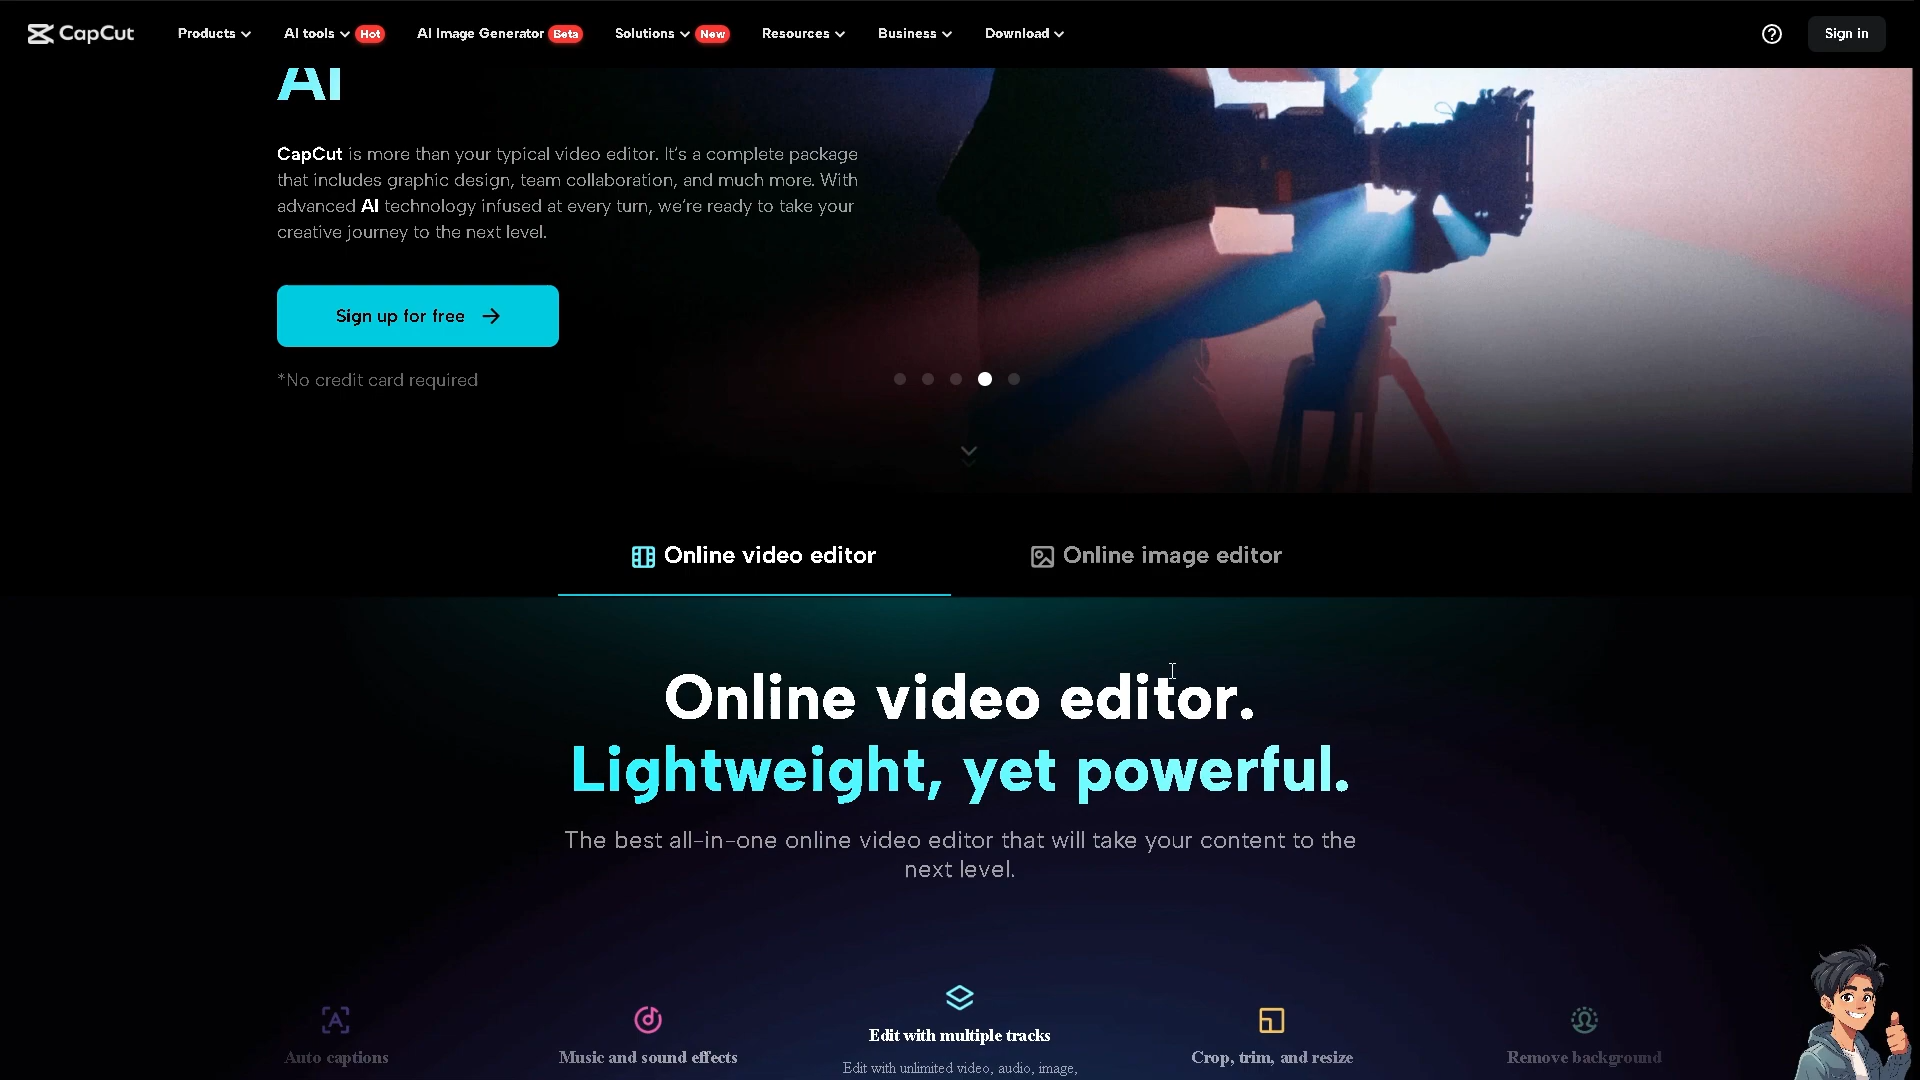 CapCut
Products
AI tools Hot
AI Image Generator Beta
Solutions New
Resources
Business
Download
Sign in
AI
CapCut is more than your typical video editor. It's a complete package
that includes graphic design, team collaboration, and much more. With
advanced AI technology infused at every turn, we're ready to take your
creative journey to the next level.
Sign up for free
*No credit card required
Online video editor
Online image editor
Online video editor.
Lightweight, yet powerful.
The best all-in-one online video editor that will take your content to the
next level.
Auto captions
Music and sound effects
Edit with multiple tracks
Edit with unlimited video, audio, image,
Crop, trim, and resize
Remove background